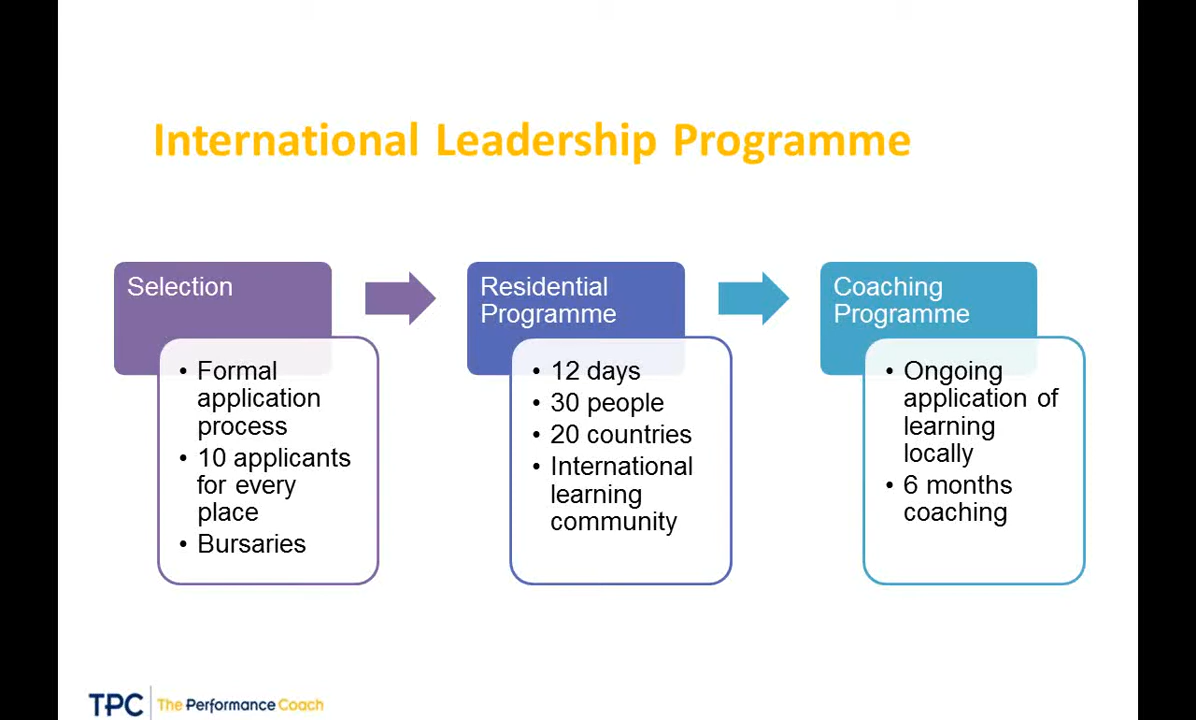 International Leadership Programme
Selection
• Formal
application
process
• 10 applicants
for every
place
• Bursaries
Residential
Programme
• 12 days
• 30 people
• 20 countries
• International
learning
community
Coaching
Programme
• Ongoing
application of
learning
locally
• 6 months
coaching
TPC The Performance Coach